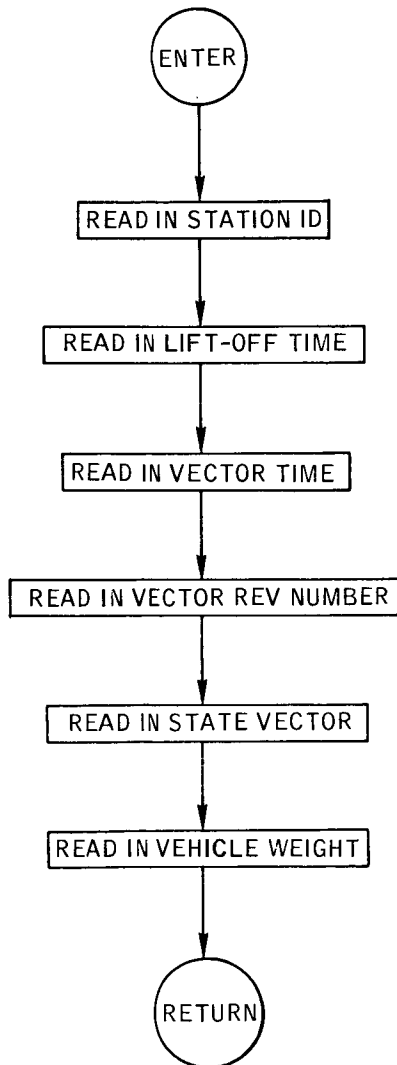 ENTER
READ IN STATION ID
READ IN LIFT-OFF TIME
READ IN VECTOR TIME
READ IN VECTOR REV NUMBER
READ IN STATE VECTOR
READ IN VEHICLE WEIGHT
RETURN